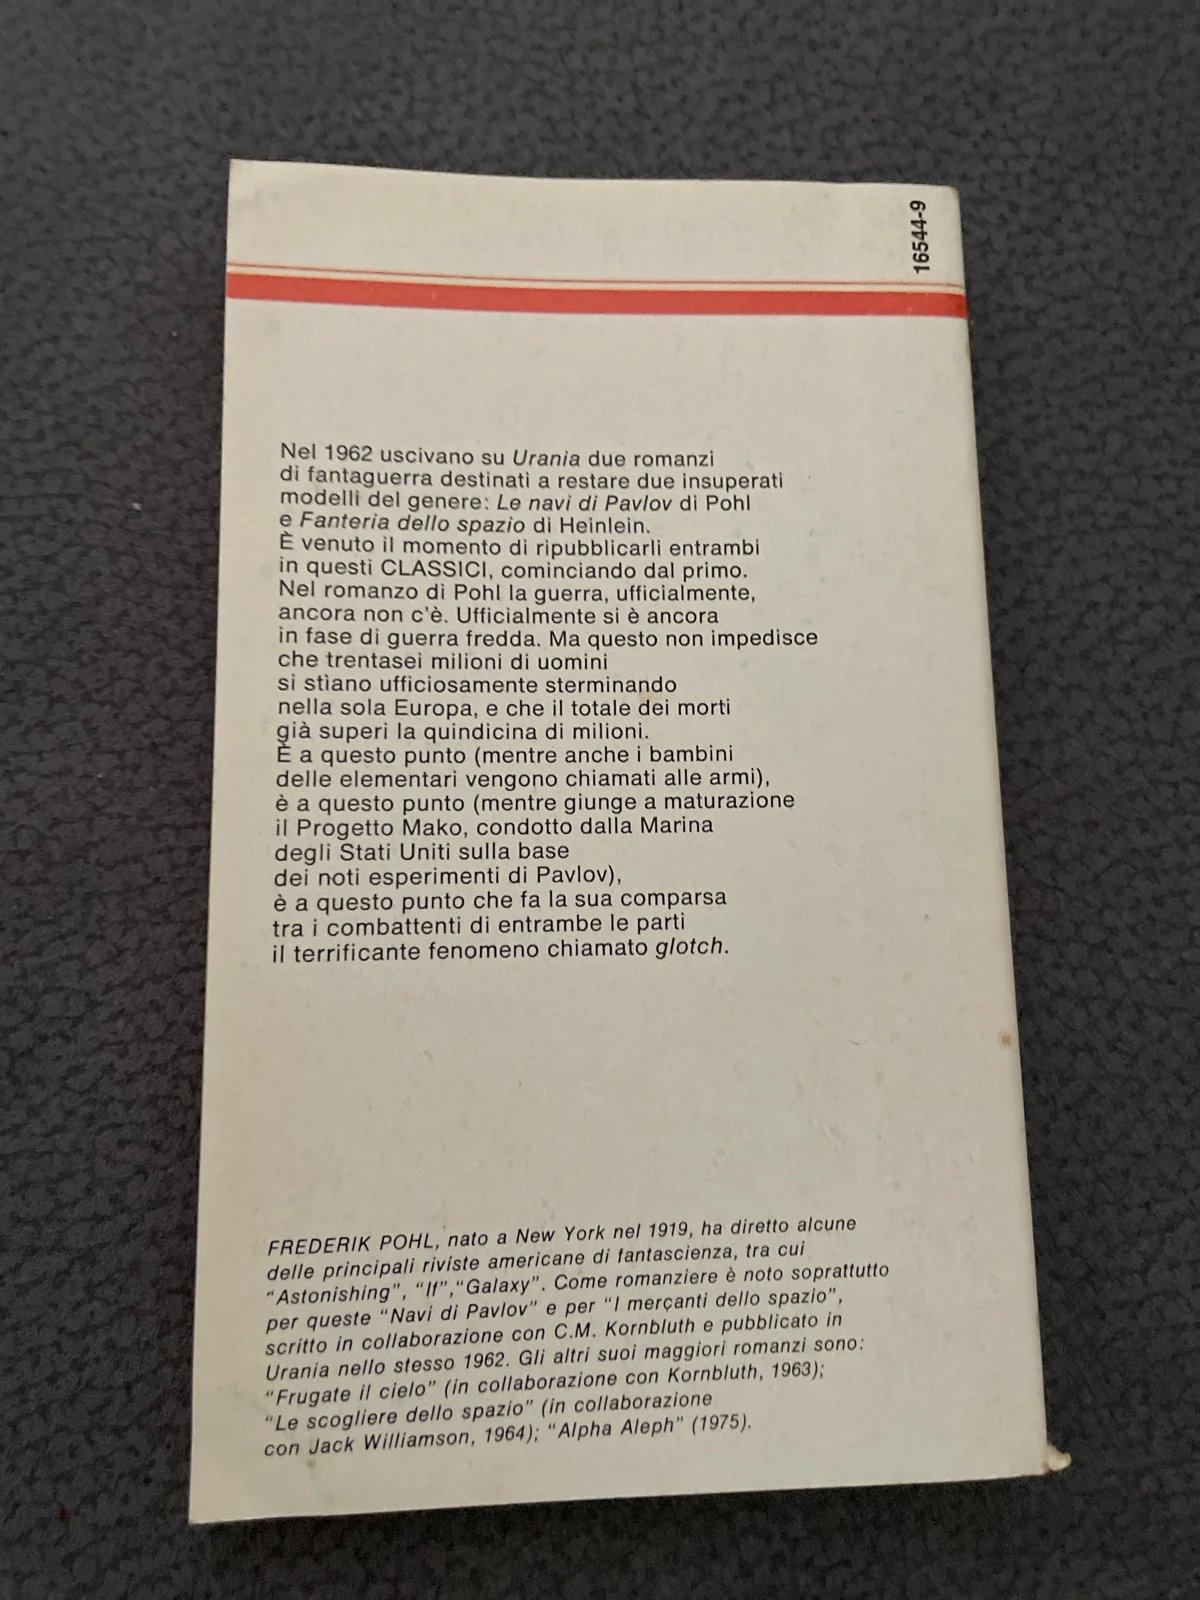 16544-9
Nel 1962 uscivano su Urania due romanzi
di fantaguerra destinati a restare due insuperati
modelli del genere: Le navi di Pavlov di Pohl
e Fanteria dello spazio di Heinlein.
È venuto il momento di ripubblicarli entrambi
in questi CLASSICI, cominciando dal primo.
Nel romanzo di Pohl la guerra, ufficialmente,
ancora non c'è. Ufficialmente si è ancora
in fase di guerra fredda. Ma questo non impedisce
che trentasei milioni di uomini
si stiano ufficiosamente sterminando
nella sola Europa, e che il totale dei morti
già superi la quindicina di milioni.
È a questo punto (mentre anche i bambini
delle elementari vengono chiamati alle armi),
è a questo punto (mentre giunge a maturazione
il Progetto Mako, condotto dalla Marina
degli Stati Uniti sulla base
dei noti esperimenti di Pavlov),
è a questo punto che fa la sua comparsa
tra i combattenti di entrambe le parti
il terrificante fenomeno chiamato glotch.
FREDERIK POHL, nato a New York nel 1919, ha diretto alcune
delle principali riviste americane di fantascienza, tra cui
"Astonishing", "If","Galaxy". Come romanziere è noto soprattutto
per queste "Navi di Pavlov" e per "I mercanti dello spazio",
scritto in collaborazione con C.M. Kornbluth e pubblicato in
Urania nello stesso 1962. Gli altri suoi maggiori romanzi sono:
"Frugate il cielo" (in collaborazione con Kornbluth, 1963);
"Le scogliere dello spazio" (in collaborazione
con Jack Williamson, 1964); "Alpha Aleph" (1975).